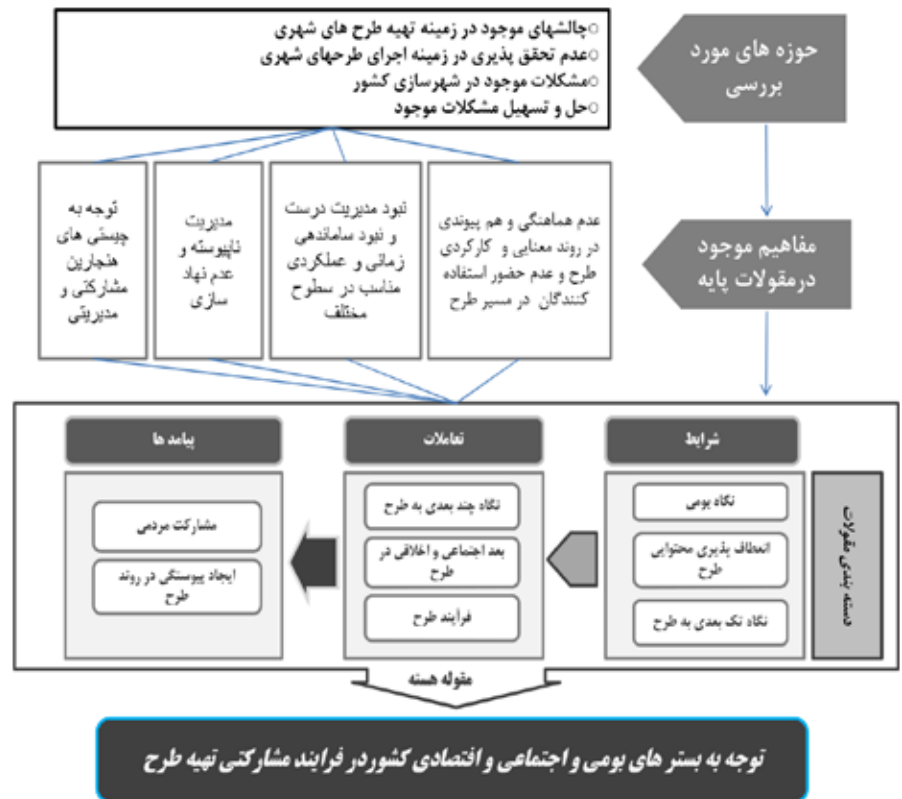 حوزه های مورد
بررسی
○چالشهای موجود در زمینه تهیه طرح های شهری
○عدم تحقق پذیری در زمینه اجرای طرحهای شهری
○مشکلات موجود در شهرسازی کشور
○حل و تسهیل مشکلات موجود
مفاهیم موجود
درمقولات پایه
عدم هماهنگی و هم پیوندی
در روند معنایی و کارکردی
طرح و عدم حضور استفاده
کنندگان در مسیر طرح
نبود مدیریت درست
و نبود ساماندهی
زمانی و عملکردی
مناسب در سطوح
مختلف
مدیریت
ناپیوسته و
عدم نهاد
سازی
توجه به
چیستی های
هنجارین
مشارکتی و
مدیریتی
دسته بندی مقولات
شرایط
نگاه بومی
انعطاف پذیری محتوایی
طرح
نگاه تک بعدی به طرح
تعاملات
نگاه چند بعدی به طرح
بعد اجتماعی و اخلاقی در
طرح
فرآیند طرح
پیامد ها
مشارکت مردمی
ایجاد پیوستگی در روند
طرح
مقوله هسته
توجه به بستر های بومی و اجتماعی و اقتصادی کشوردر فرایند مشارکتی تهیه طرح